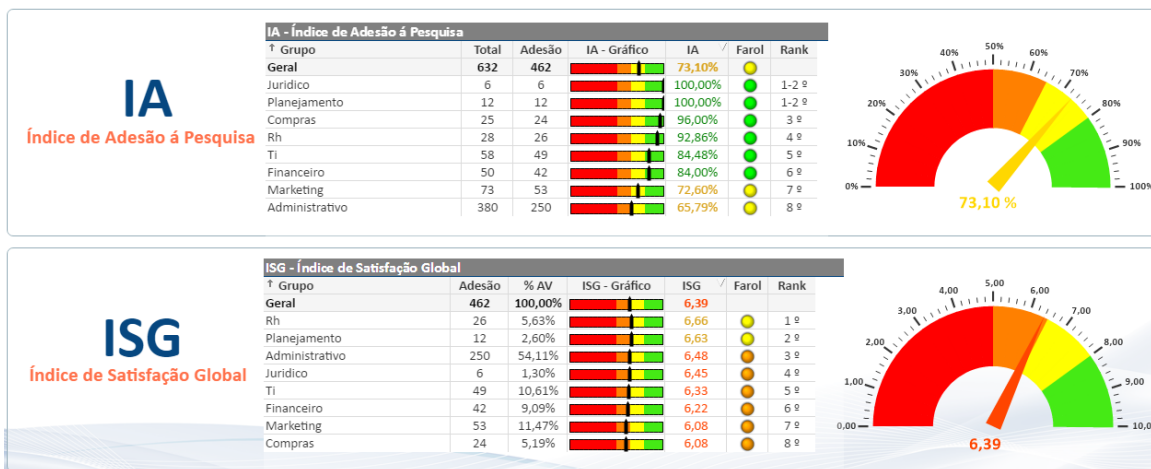 IA
Índice de Adesão á Pesquisa
IA - Índice de Adesão á Pesquisa
↑ Grupo Total Adesão IA - Gráfico IA Farol Rank
Geral 632 462 73,10%
Juridico 6 6 100,00% 1-2 º
Planejamento 12 12 100,00% 1-2 º
Compras 25 24 96,00% 3 º
Rh 28 26 92,86% 4 º
Ti 58 49 84,48% 5 º
Financeiro 50 42 84,00% 6 º
Marketing 73 53 72,60% 7 º
Administrativo 380 250 65,79% 8 º
0%
10%
20%
30%
40%
50%
60%
70%
80%
90%
100%
73,10 %
ISG
Índice de Satisfação Global
ISG - Índice de Satisfação Global
↑ Grupo Adesão % AV ISG - Gráfico ISG Farol Rank
Geral 462 100,00% 6,39
Rh 26 5,63% 6,66 1 º
Planejamento 12 2,60% 6,63 2 º
Administrativo 250 54,11% 6,48 3 º
Juridico 6 1,30% 6,45 4 º
Ti 49 10,61% 6,33 5 º
Financeiro 42 9,09% 6,22 6 º
Marketing 53 11,47% 6,08 7 º
Compras 24 5,19% 6,08 8 º
0,00
1,00
2,00
3,00
4,00
5,00
6,00
7,00
8,00
9,00
10,0
6,39